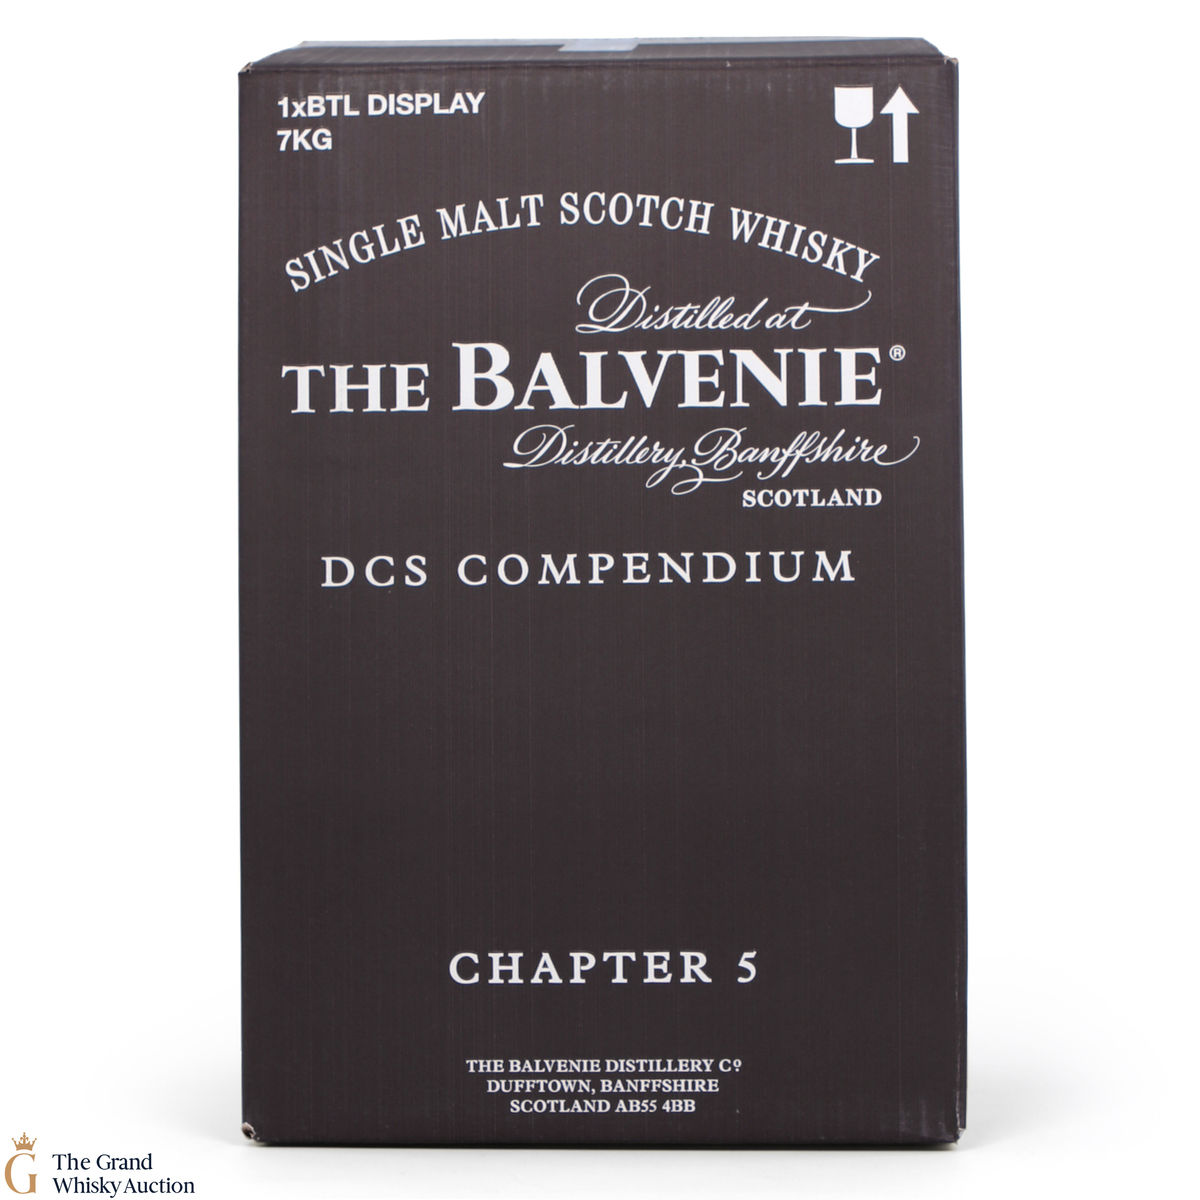 1xBTL DISPLAY
7KG
SINGLE MALT SCOTCH WHISKY
Distilled at
THE BALVENIE®
Distillery, Banffshire
SCOTLAND
DCS COMPENDIUM
CHAPTER 5
THE BALVENIE DISTILLERY Cº
DUFFTOWN, BANFFSHIRE
SCOTLAND AB55 4BB
G
The Grand
Whisky Auction